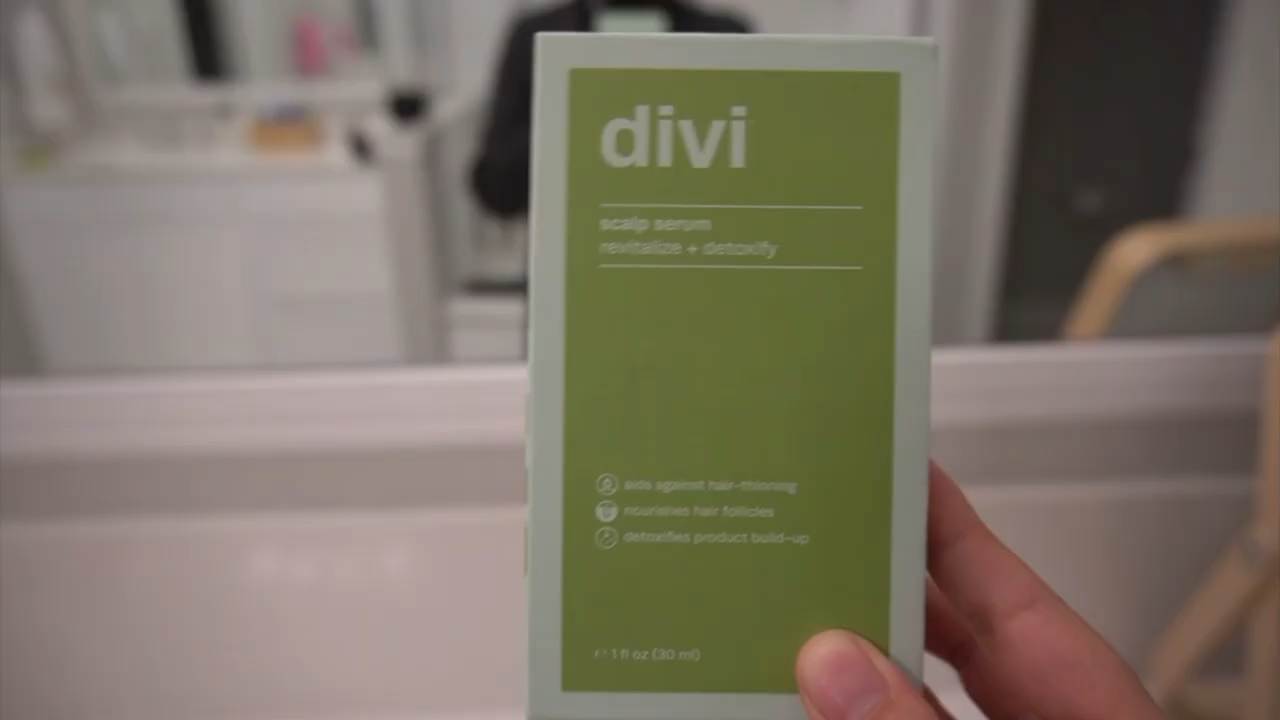 divi
scalp serum
revitalize + detoxify
aids against hair-thinning
nourishes hair follicles
detoxifies product build-up
℮ 1 fl oz (30 ml)